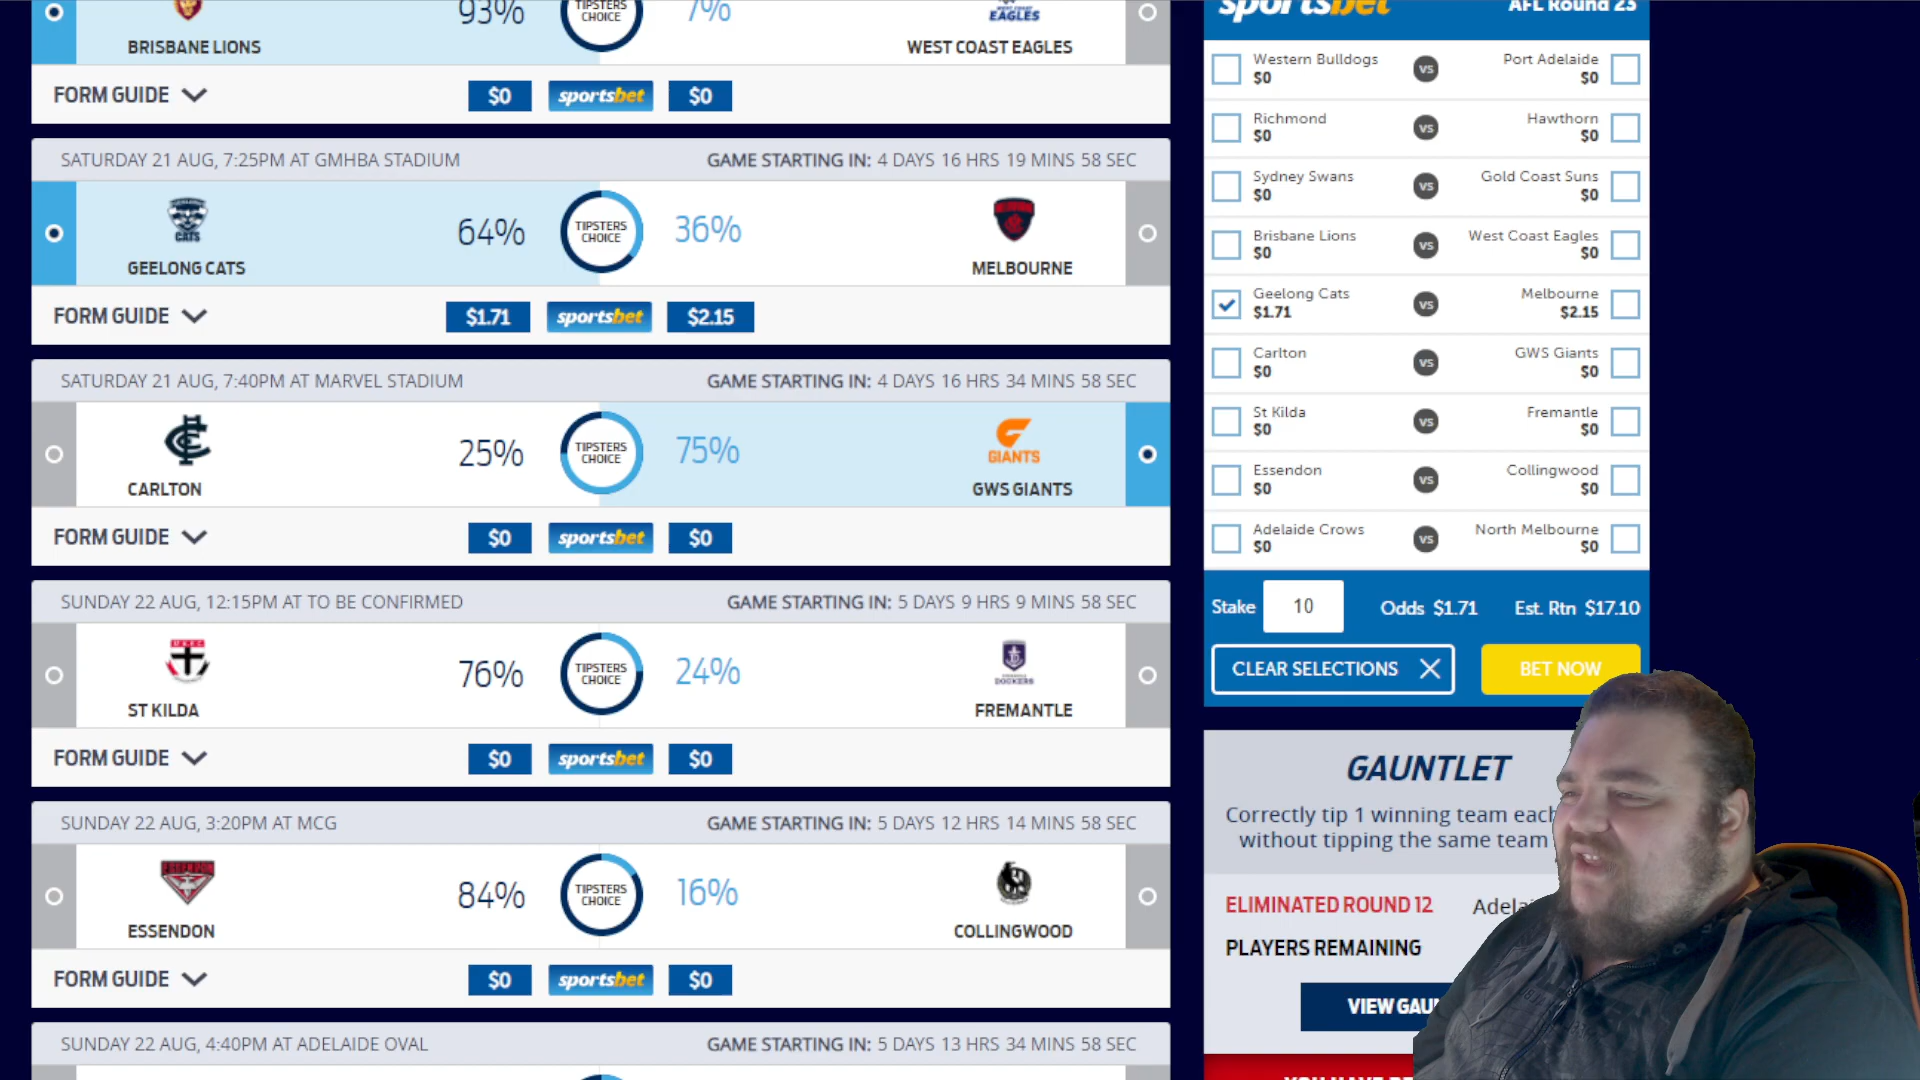 93%
TIPSTERS
CHOICE
7%
EAGLES
BRISBANE LIONS
WEST COAST EAGLES
FORM GUIDE
$0 sportsbet $0
SATURDAY 21 AUG, 7:25PM AT GMHBA STADIUM
GAME STARTING IN: 4 DAYS 16 HRS 19 MINS 58 SEC
CATS
64%
TIPSTERS
CHOICE
36%
GEELONG CATS
MELBOURNE
FORM GUIDE
$1.71 sportsbet $2.15
SATURDAY 21 AUG, 7:40PM AT MARVEL STADIUM
GAME STARTING IN: 4 DAYS 16 HRS 34 MINS 58 SEC
25%
TIPSTERS
CHOICE
75%
GIANTS
CARLTON
GWS GIANTS
FORM GUIDE
$0 sportsbet $0
SUNDAY 22 AUG, 12:15PM AT TO BE CONFIRMED
GAME STARTING IN: 5 DAYS 9 HRS 9 MINS 58 SEC
76%
TIPSTERS
CHOICE
24%
DOCKERS
ST KILDA
FREMANTLE
FORM GUIDE
$0 sportsbet $0
SUNDAY 22 AUG, 3:20PM AT MCG
GAME STARTING IN: 5 DAYS 12 HRS 14 MINS 58 SEC
ESSENDON
84%
TIPSTERS
CHOICE
16%
ESSENDON
COLLINGWOOD
FORM GUIDE
$0 sportsbet $0
SUNDAY 22 AUG, 4:40PM AT ADELAIDE OVAL
GAME STARTING IN: 5 DAYS 13 HRS 34 MINS 58 SEC
sportsbet AFL Round 23
Western Bulldogs vs Port Adelaide
$0 $0
Richmond vs Hawthorn
$0 $0
Sydney Swans vs Gold Coast Suns
$0 $0
Brisbane Lions vs West Coast Eagles
$0 $0
Geelong Cats vs Melbourne
$1.71 $2.15
Carlton vs GWS Giants
$0 $0
St Kilda vs Fremantle
$0 $0
Essendon vs Collingwood
$0 $0
Adelaide Crows vs North Melbourne
$0 $0
Stake 10 Odds $1.71 Est. Rtn $17.10
CLEAR SELECTIONS BET NOW
GAUNTLET
Correctly tip 1 winning team each
without tipping the same team
ELIMINATED ROUND 12 Adela
PLAYERS REMAINING
VIEW GAU